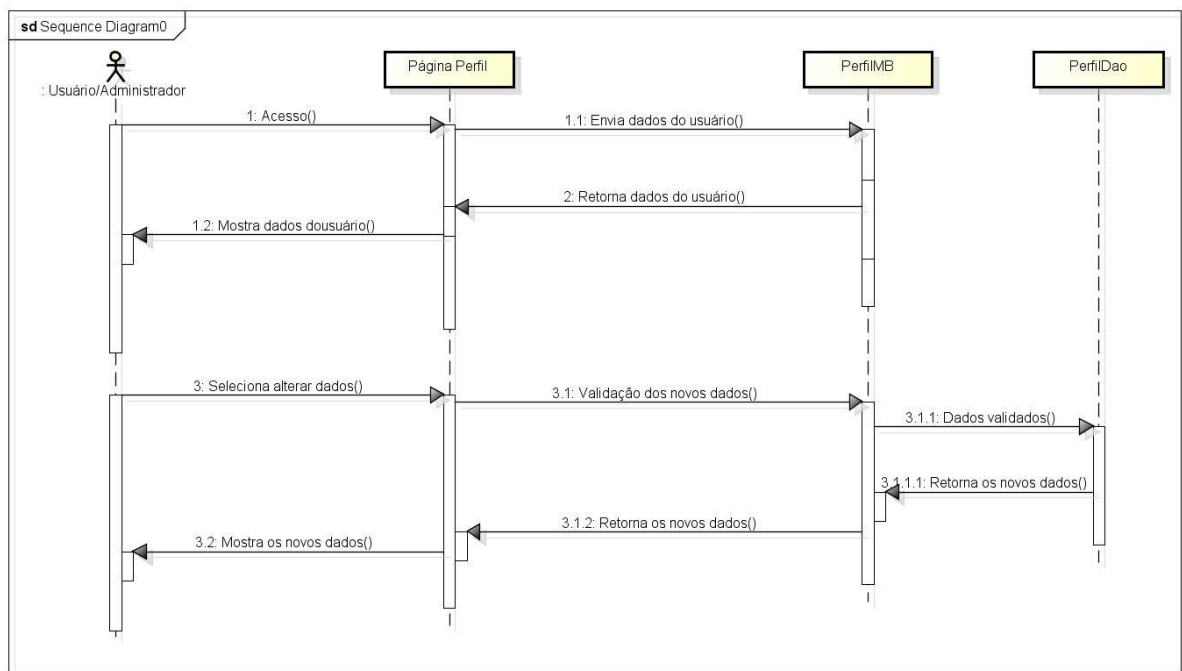 sd Sequence Diagram0
: Usuário/Administrador
Página Perfil
PerfilMB
PerfilDao
1: Acesso()
1.1: Envia dados do usuário()
2: Retorna dados do usuário()
1.2: Mostra dados dousuário()
3: Seleciona alterar dados()
3.1: Validação dos novos dados()
3.1.1: Dados validados()
3.1.1.1: Retorna os novos dados()
3.1.2: Retorna os novos dados()
3.2: Mostra os novos dados()